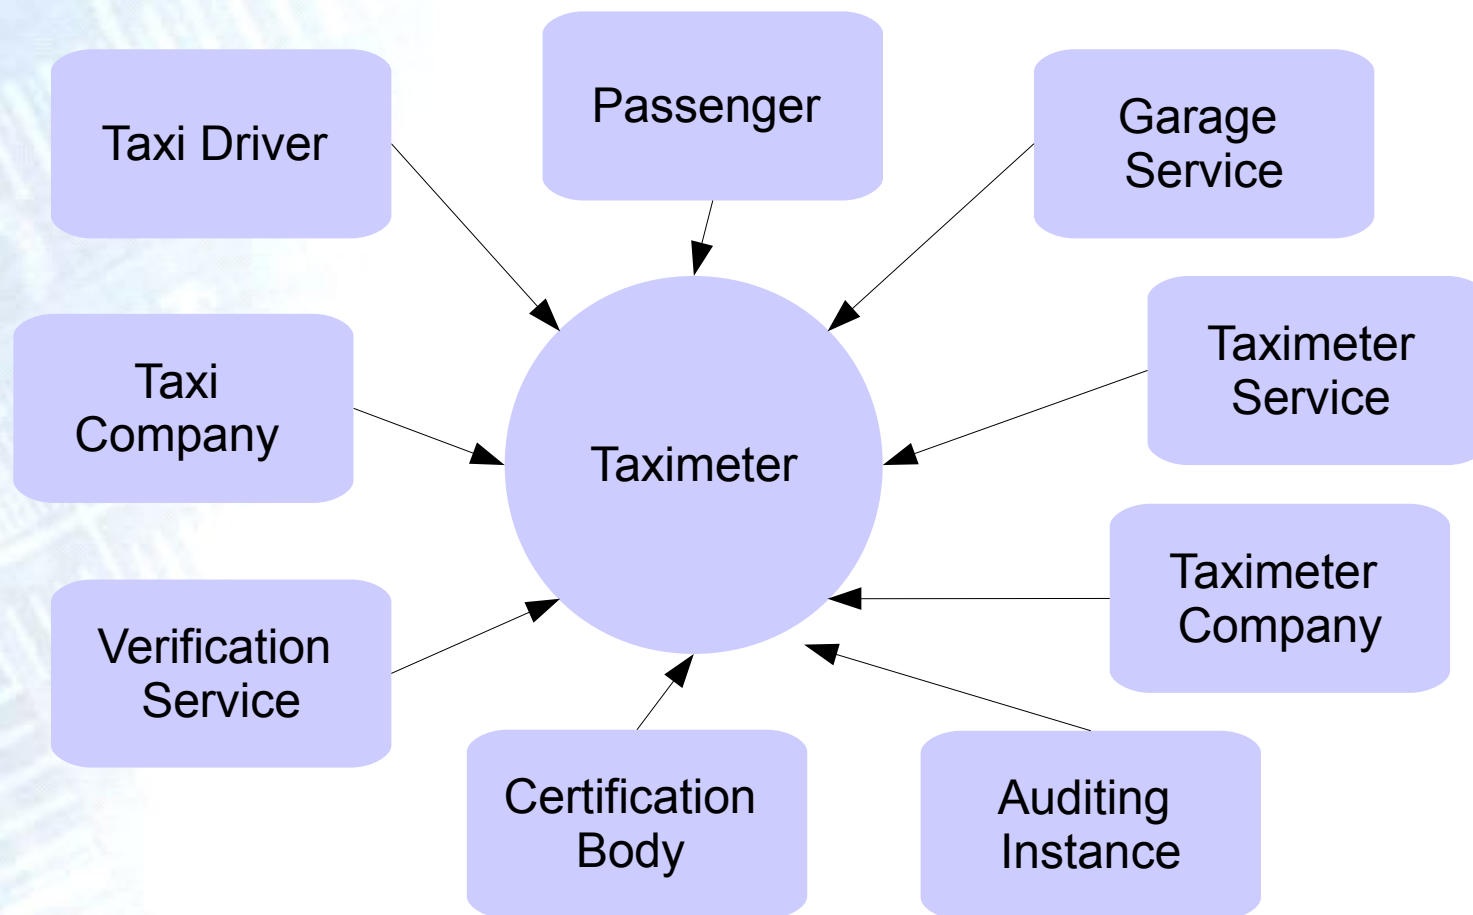 Passenger
Taxi Driver
Garage
Service
Taximeter
Service
Taxi
Company
Taximeter
Taximeter
Company
Verification
Service
Certification
Body
Auditing
Instance